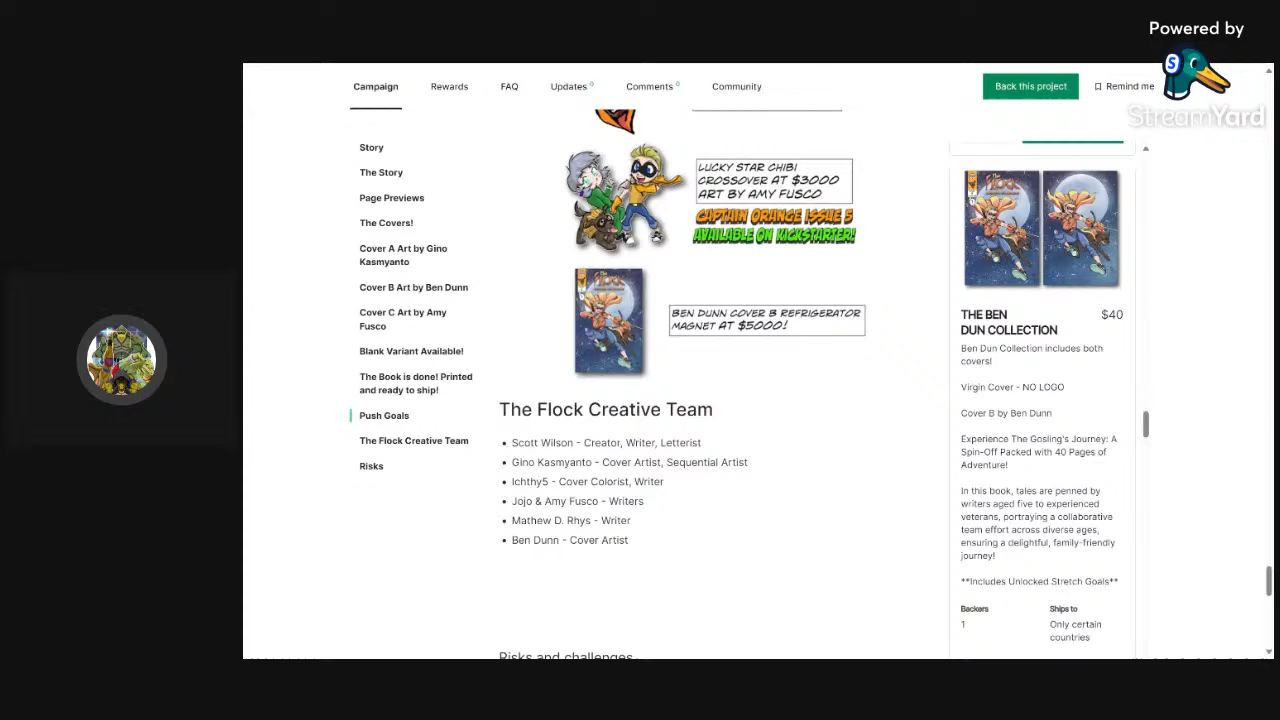 Powered by
StreamYard
Campaign
Rewards
FAQ
Updates 0
Comments 0
Community
Back this project
Remind me
Story
The Story
Page Previews
The Covers!
Cover A Art by Gino
Kasmyanto
Cover B Art by Ben Dunn
Cover C Art by Amy
Fusco
Blank Variant Available!
The Book is done! Printed
and ready to ship!
Push Goals
The Flock Creative Team
Risks
LUCKY STAR CHIBI
CROSSOVER AT $3000
ART BY AMY FUSCO
CAPTAIN ORANGE ISSUE 5
AVAILABLE ON KICKSTARTER!
BEN DUNN COVER B REFRIGERATOR
MAGNET AT $5000!
The Flock Creative Team
Scott Wilson - Creator, Writer, Letterist
Gino Kasmyanto - Cover Artist, Sequential Artist
Ichthy5 - Cover Colorist, Writer
Jojo & Amy Fusco - Writers
Mathew D. Rhys - Writer
Ben Dunn - Cover Artist
Risks and challenges
THE BEN
DUN COLLECTION
$40
Ben Dun Collection includes both
covers!
Virgin Cover - NO LOGO
Cover B by Ben Dunn
Experience The Gosling's Journey: A
Spin-Off Packed with 40 Pages of
Adventure!
In this book, tales are penned by
writers aged five to experienced
veterans, portraying a collaborative
team effort across diverse ages,
ensuring a delightful, family-friendly
journey!
**Includes Unlocked Stretch Goals**
Backers
1
Ships to
Only certain
countries